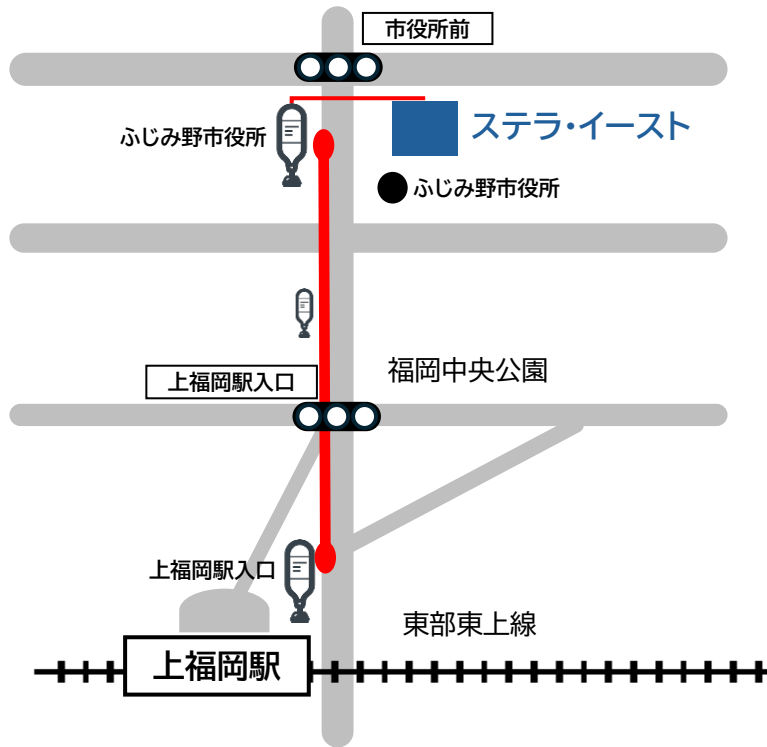 市役所前
ステラ・イースト
ふじみ野市役所
ふじみ野市役所
福岡中央公園
上福岡駅入口
上福岡駅入口
東部東上線
上福岡駅